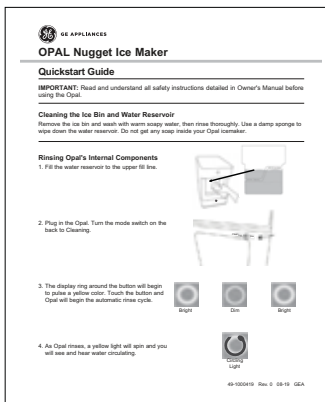 GE APPLIANCES
OPAL Nugget Ice Maker
Quickstart Guide
IMPORTANT: Read and understand all safety instructions detailed in Owner's Manual before
using the Opal.
Cleaning the Ice Bin and Water Reservoir
Remove the ice bin and wash with warm soapy water, then rinse thoroughly. Use a damp sponge to
wipe down the water reservoir. Do not get any soap inside your Opal icemaker.
Rinsing Opal's Internal Components
1. Fill the water reservoir to the upper fill line.
2. Plug in the Opal. Turn the mode switch on the
back to Cleaning.
3. The display ring around the button will begin
to pulse a yellow color. Touch the button and
Opal will begin the automatic rinse cycle.
Bright Dim Bright
4. As Opal rinses, a yellow light will spin and you
will see and hear water circulating.
Circling
Light
49-1000419 Rev. 0 08-19 GEA